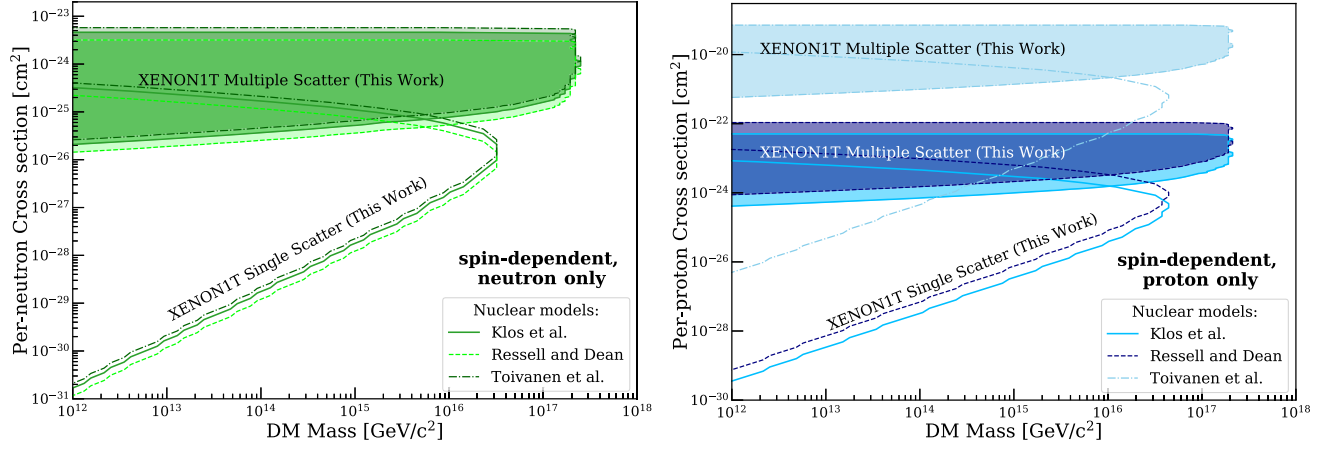 10⁻²³
10⁻²⁴
10⁻²⁵
10⁻²⁶
10⁻²⁷
10⁻²⁸
10⁻²⁹
10⁻³⁰
10⁻³¹
Per-neutron Cross section [cm²]
XENON1T Multiple Scatter (This Work)
XENON1T Single Scatter (This Work)
spin-dependent,
neutron only
Nuclear models:
Klos et al.
Ressell and Dean
Toivanen et al.
10¹² 10¹³ 10¹⁴ 10¹⁵ 10¹⁶ 10¹⁷ 10¹⁸
DM Mass [GeV/c²]
10⁻²⁰
10⁻²²
10⁻²⁴
10⁻²⁶
10⁻²⁸
10⁻³⁰
Per-proton Cross section [cm²]
XENON1T Multiple Scatter (This Work)
XENON1T Multiple Scatter (This Work)
XENON1T Single Scatter (This Work)
spin-dependent,
proton only
Nuclear models:
Klos et al.
Ressell and Dean
Toivanen et al.
10¹² 10¹³ 10¹⁴ 10¹⁵ 10¹⁶ 10¹⁷ 10¹⁸
DM Mass [GeV/c²]